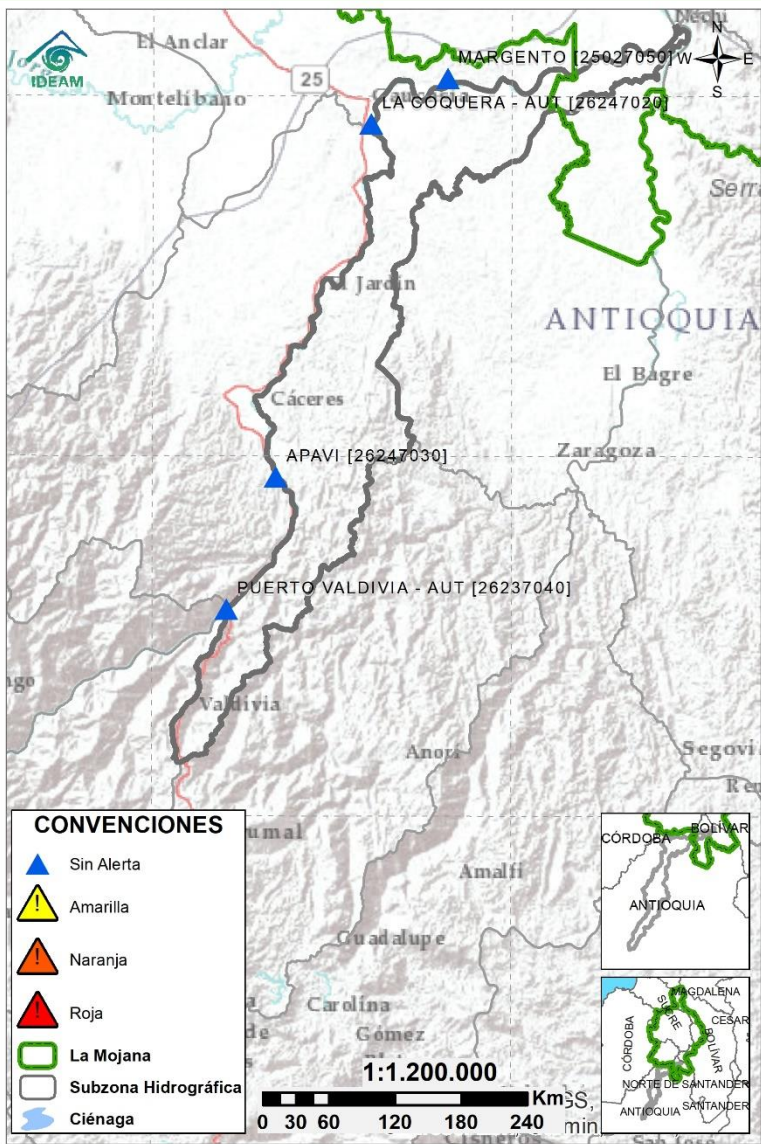 Nechí
El Anclar
N
W
E
S
IDEAM
25
MARGENTO [25027050]
Montelíbano
LA COQUERA - AUT [26247020]
El Jardín
ANTIOQUIA
El Bagre
Cáceres
Zaragoza
APAVI [26247030]
PUERTO VALDIVIA - AUT [26237040]
Valdivia
Anorí
Segovi
Amalfi
Guadalupe
Carolina
Gómez
CONVENCIONES
Sin Alerta
Amarilla
Naranja
Roja
La Mojana
Subzona Hidrográfica
Ciénaga
1:1.200.000
0 30 60 120 180 240 Km
CÓRDOBA
BOLÍVAR
ANTIOQUIA
MAGDALENA
SUCRE
CESAR
CÓRDOBA
BOLÍVAR
NORTE DE SANTANDER
SANTANDER
ANTIOQUIA